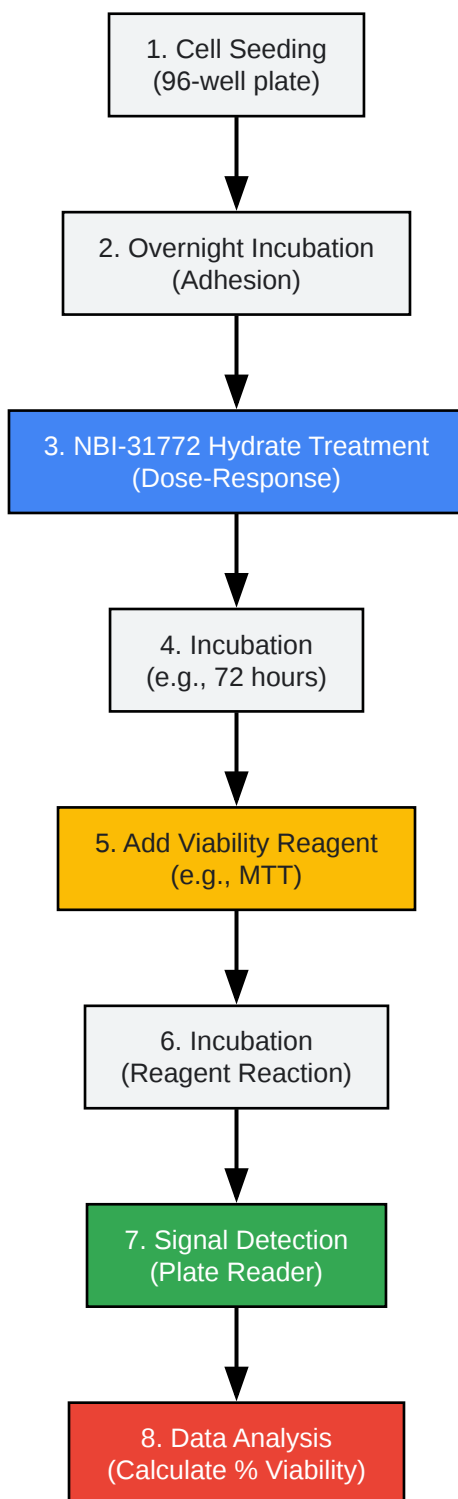 1. Cell Seeding
(96-well plate)
2. Overnight Incubation
(Adhesion)
3. NBI-31772 Hydrate Treatment
(Dose-Response)
4. Incubation
(e.g., 72 hours)
5. Add Viability Reagent
(e.g., MTT)
6. Incubation
(Reagent Reaction)
7. Signal Detection
(Plate Reader)
8. Data Analysis
(Calculate % Viability)